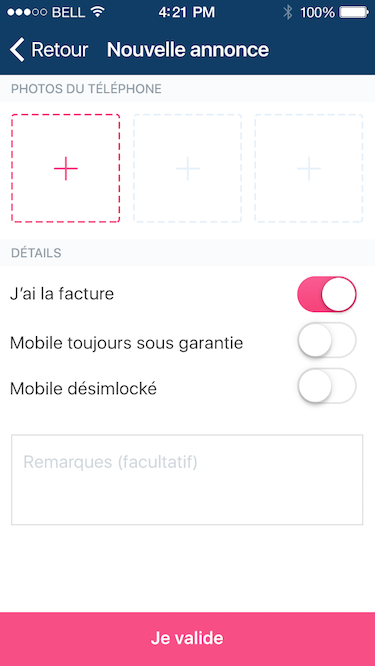 BELL 4:21 PM 100%
Retour Nouvelle annonce
PHOTOS DU TÉLÉPHONE
DÉTAILS
J'ai la facture
Mobile toujours sous garantie
Mobile désimlocké
Remarques (facultatif)
Je valide